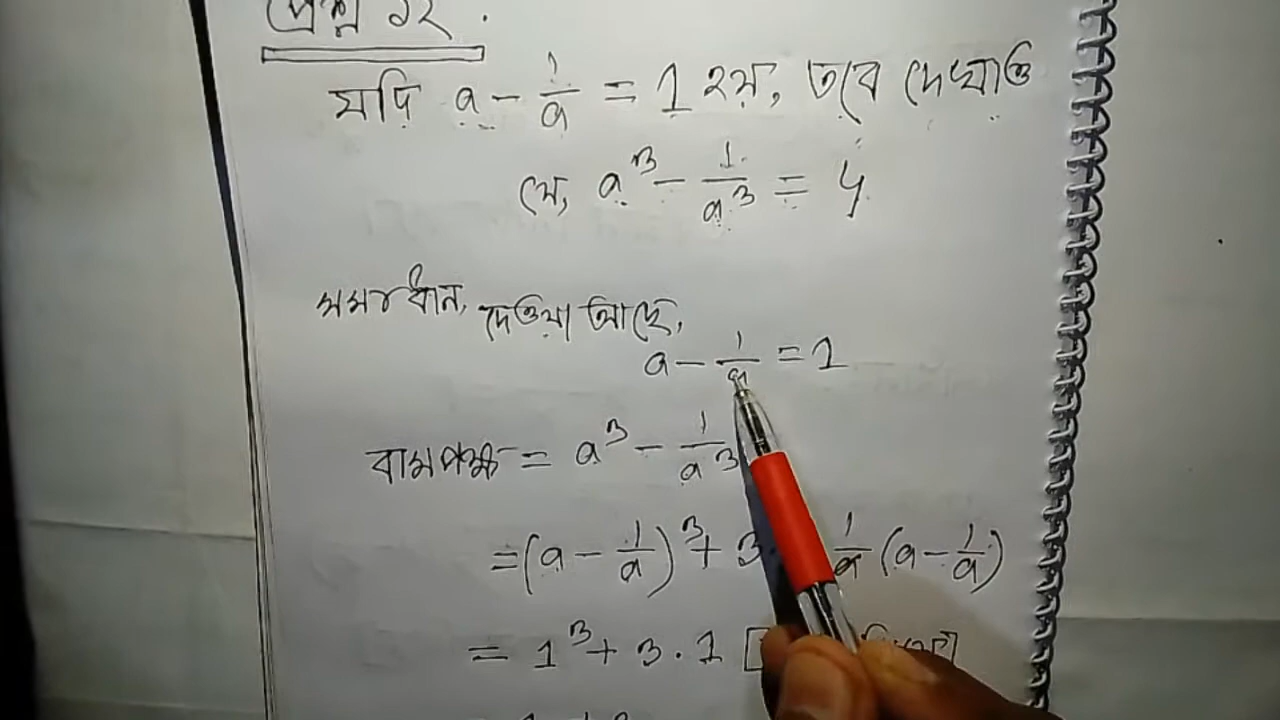 প্রশ্ন ১২.
যদি a - 1/a = 1 হয়, তবে দেখাও
যে, a³ - 1/a³ = 4
সমাধান, দেওয়া আছে,
a - 1/a = 1
বামপক্ষ = a³ - 1/a³
= (a - 1/a)³ + 3 1/a (a - 1/a)
= 1³ + 3 . 1 [